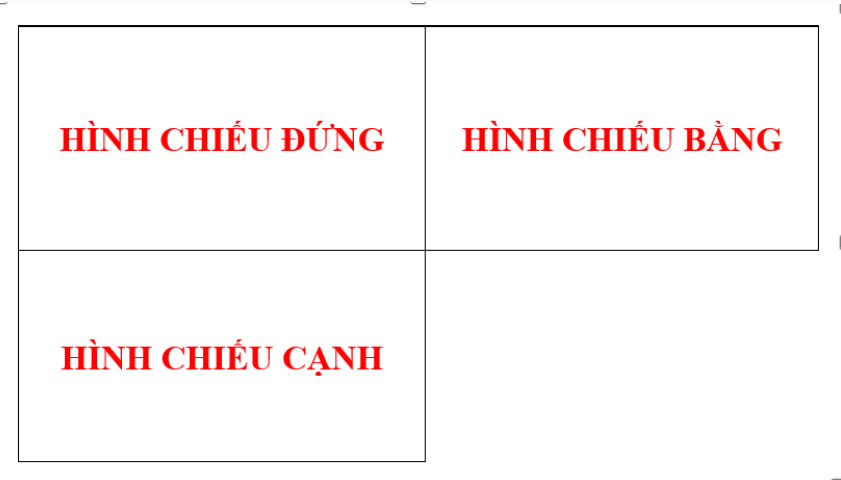 HÌNH CHIẾU ĐỨNG
HÌNH CHIẾU BẰNG
HÌNH CHIẾU CẠNH